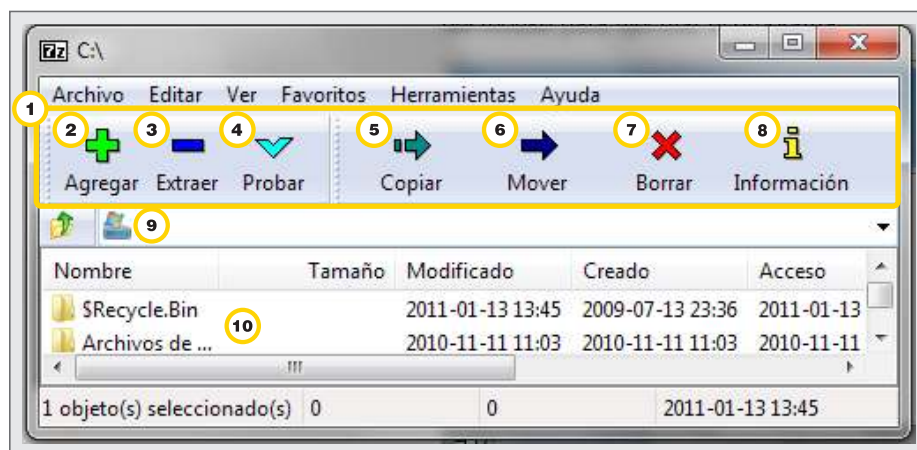 7z C:\
Archivo Editar Ver Favoritos Herramientas Ayuda
1
2 3 4 5 6 7 8
Agregar Extraer Probar Copiar Mover Borrar Información
9
Nombre Tamaño Modificado Creado Acceso
$Recycle.Bin 2011-01-13 13:45 2009-07-13 23:36 2011-01-13
10
Archivos de ... 2010-11-11 11:03 2010-11-11 11:03 2010-11-11
1 objeto(s) seleccionado(s) 0 0 2011-01-13 13:45